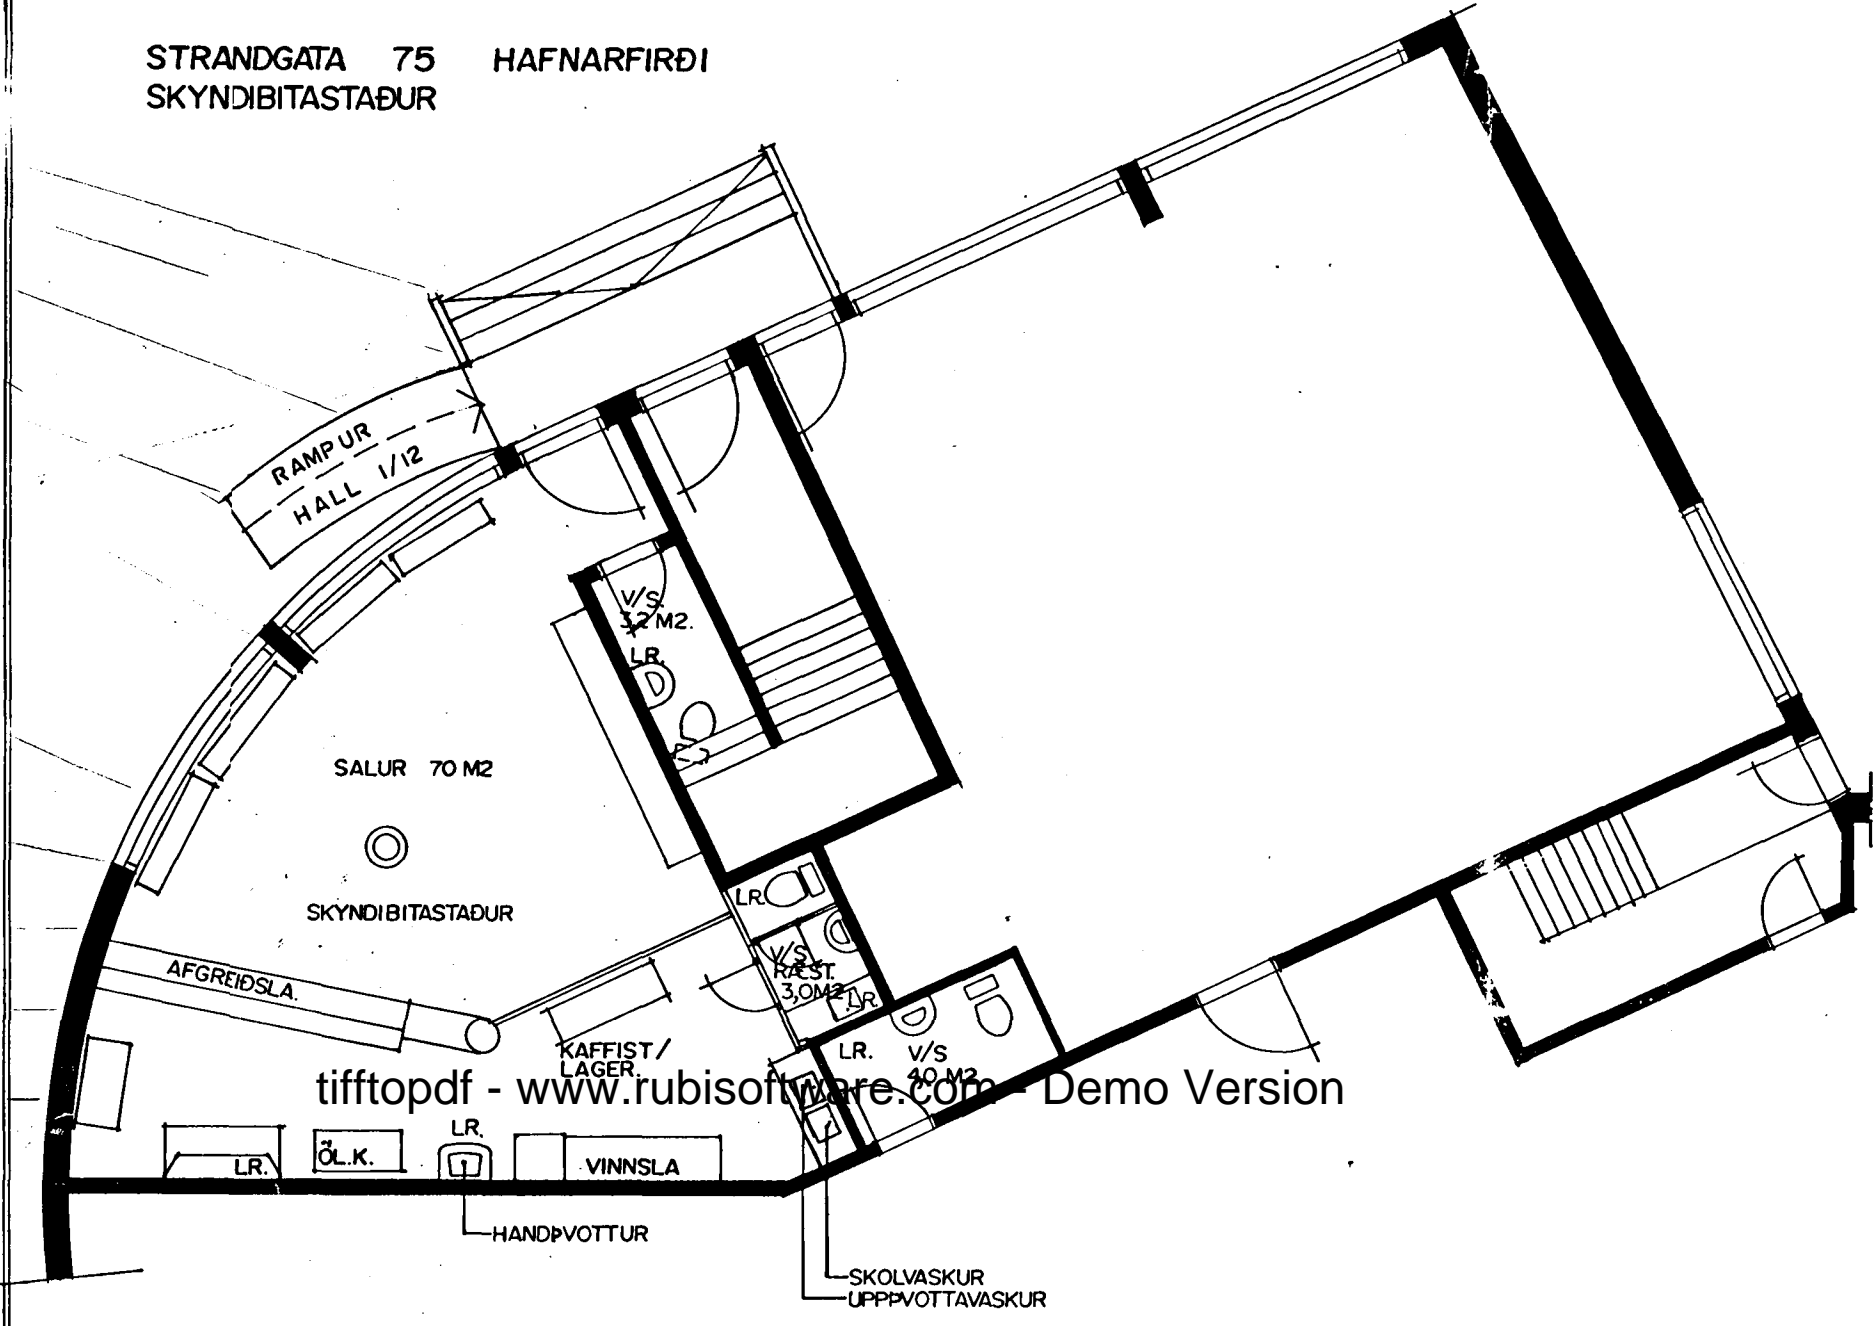 STRANDGATA 75 HAFNARFIRÐI
SKYNDIBITASTAÐUR
RAMPUR
HALL 1/12
V/S.
3,2 M2.
LR.
SALUR 70 M2
SKYNDIBITASTAÐUR
LR.
AFGREIÐSLA.
V/S
RÆST.
3,0M2
LR.
KAFFIST/
LAGER.
LR.
V/S
4,0 M2
tifftopdf - www.rubisoftware.com - Demo Version
LR.
ÖL.K.
LR.
VINNSLA
HANDÞVOTTUR
SKOLVASKUR
UPPÞVOTTAVASKUR